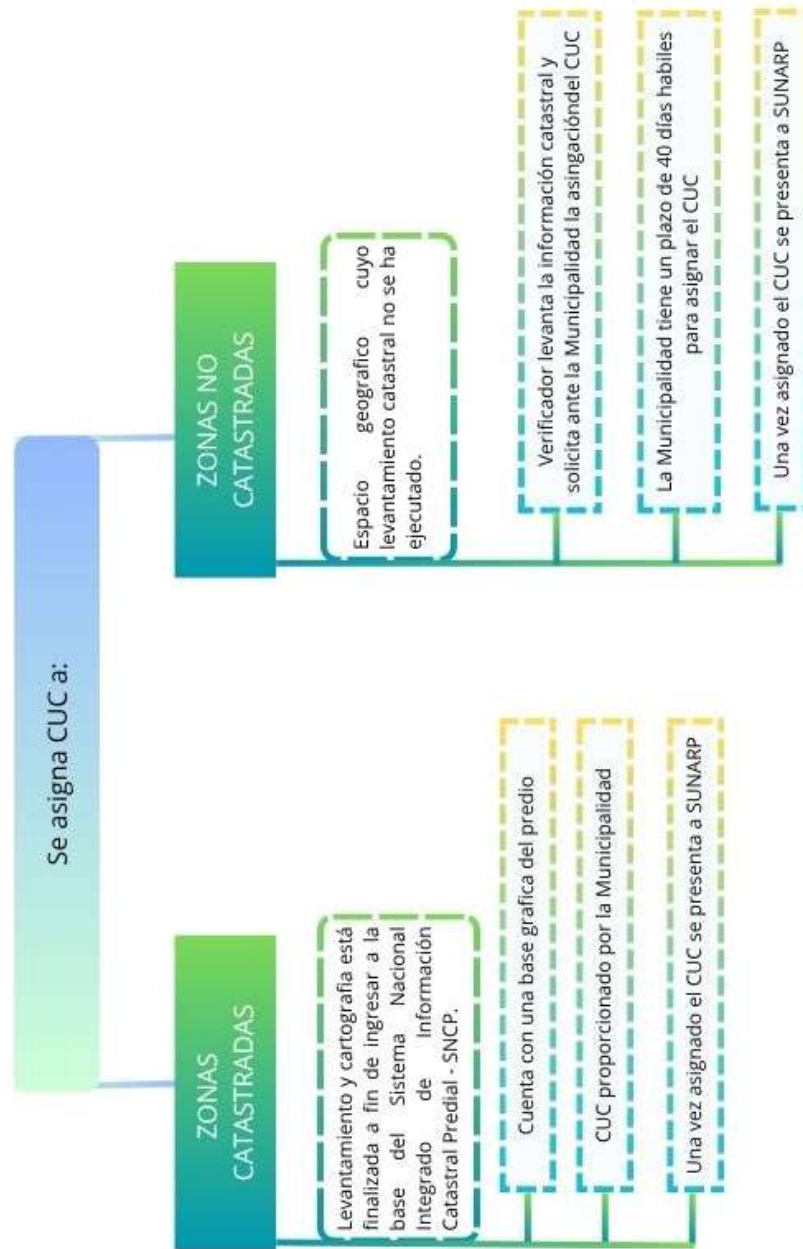 Se asigna CUC a:
ZONAS
CATASTRADAS
Levantamiento y cartografia está
finalizada a fin de ingresar a la
base del Sistema Nacional
Integrado de Información
Catastral Predial - SNCP.
Cuenta con una base grafica del predio
CUC proporcionado por la Municipalidad
Una vez asignado el CUC se presenta a SUNARP
ZONAS NO
CATASTRADAS
Espacio geografico cuyo
levantamiento catastral no se ha
ejecutado.
Verificador levanta la información catastral y
solicita ante la Municipalidad la asingacióndel CUC
La Municipalidad tiene un plazo de 40 días habiles
para asignar el CUC
Una vez asignado el CUC se presenta a SUNARP